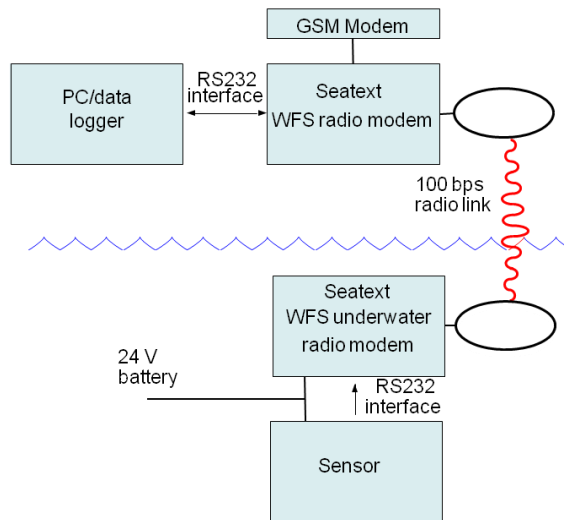 GSM Modem
PC/data
logger
RS232
interface
Seatext
WFS radio modem
100 bps
radio link
Seatext
WFS underwater
radio modem
24 V
battery
RS232
interface
Sensor